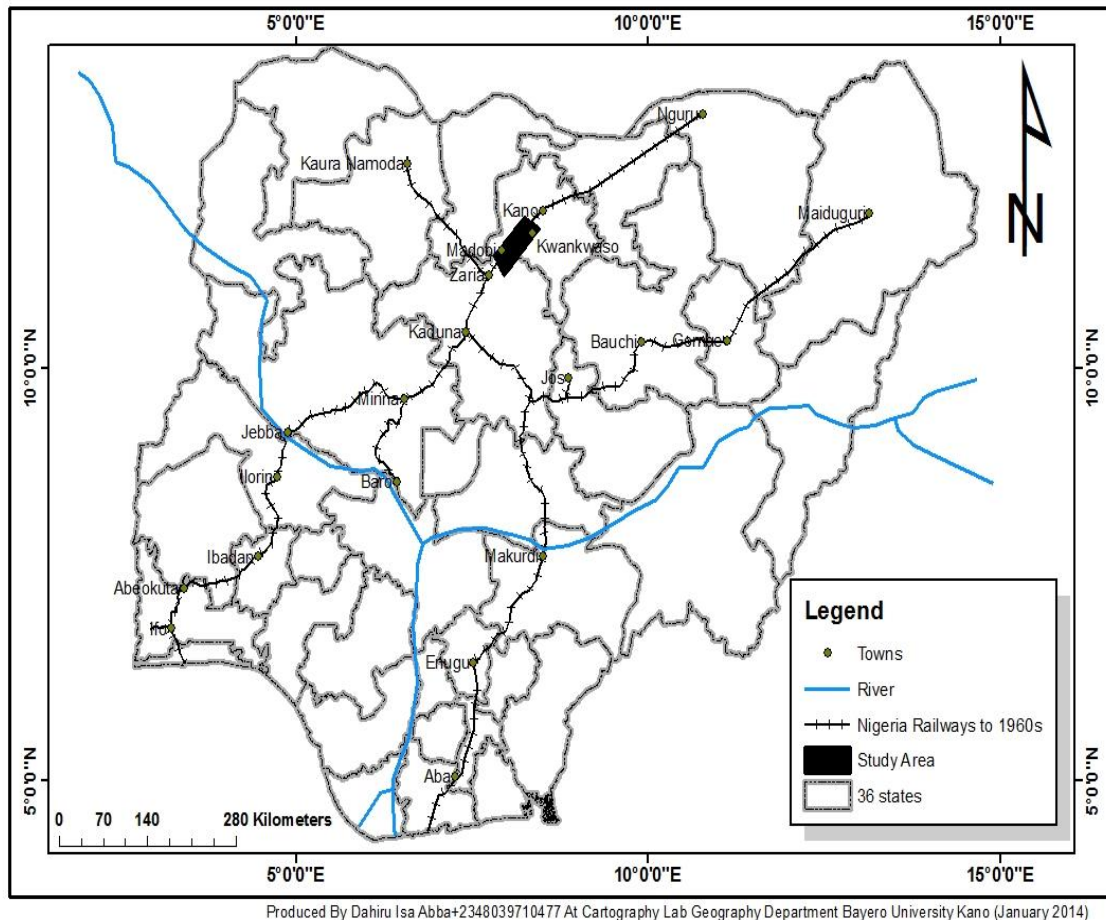 5°0'0"E 10°0'0"E 15°0'0"E
Nguru
Kaura Namoda
Kano
Maiduguri
Kwankwaso
Madobi
Zaria
Kaduna
Bauchi
Gombe
10°0'0"N
10°0'0"N
Jos
Minna
Jebba
Ilorin
Baro
Ibadan
Makurdi
Abeokuta
Ifo
Enugu
Aba
5°0'0"N
5°0'0"N
N
Legend
Towns
River
Nigeria Railways to 1960s
Study Area
36 states
0 70 140 280 Kilometers
5°0'0"E 10°0'0"E 15°0'0"E
Produced By Dahiru Isa Abba+2348039710477 At Cartography Lab Geography Department Bayero University Kano (January 2014)